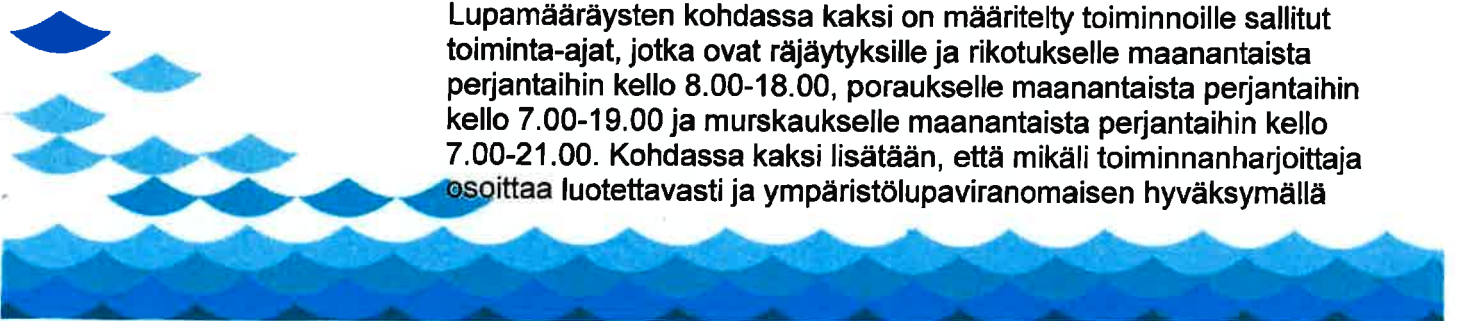 Lupamääräysten kohdassa kaksi on määritelty toiminnoille sallitut
toiminta-ajat, jotka ovat räjäytyksille ja rikotukselle maanantaista
perjantaihin kello 8.00-18.00, poraukselle maanantaista perjantaihin
kello 7.00-19.00 ja murskaukselle maanantaista perjantaihin kello
7.00-21.00. Kohdassa kaksi lisätään, että mikäli toiminnanharjoittaja
osoittaa luotettavasti ja ympäristölupaviranomaisen hyväksymällä